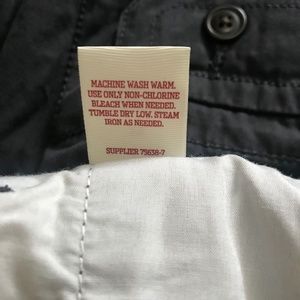 MACHINE WASH WARM.
USE ONLY NON-CHLORINE
BLEACH WHEN NEEDED.
TUMBLE DRY LOW. STEAM
IRON AS NEEDED.
SUPPLIER 75638-7